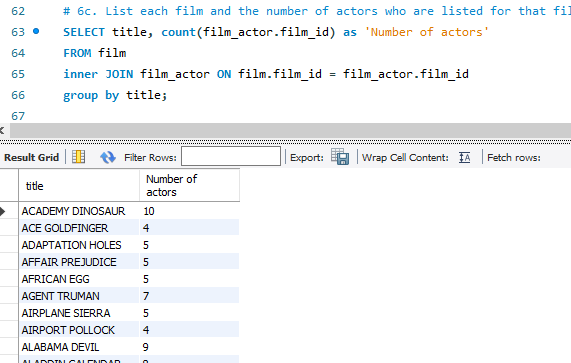 62 # 6c. List each film and the number of actors who are listed for that fil
63 SELECT title, count(film_actor.film_id) as 'Number of actors'
64 FROM film
65 inner JOIN film_actor ON film.film_id = film_actor.film_id
66 group by title;
67
Result Grid Filter Rows: Export: Wrap Cell Content: Fetch rows:
title Number of
actors
ACADEMY DINOSAUR 10
ACE GOLDFINGER 4
ADAPTATION HOLES 5
AFFAIR PREJUDICE 5
AFRICAN EGG 5
AGENT TRUMAN 7
AIRPLANE SIERRA 5
AIRPORT POLLOCK 4
ALABAMA DEVIL 9
ALADDIN CALENDAR 8